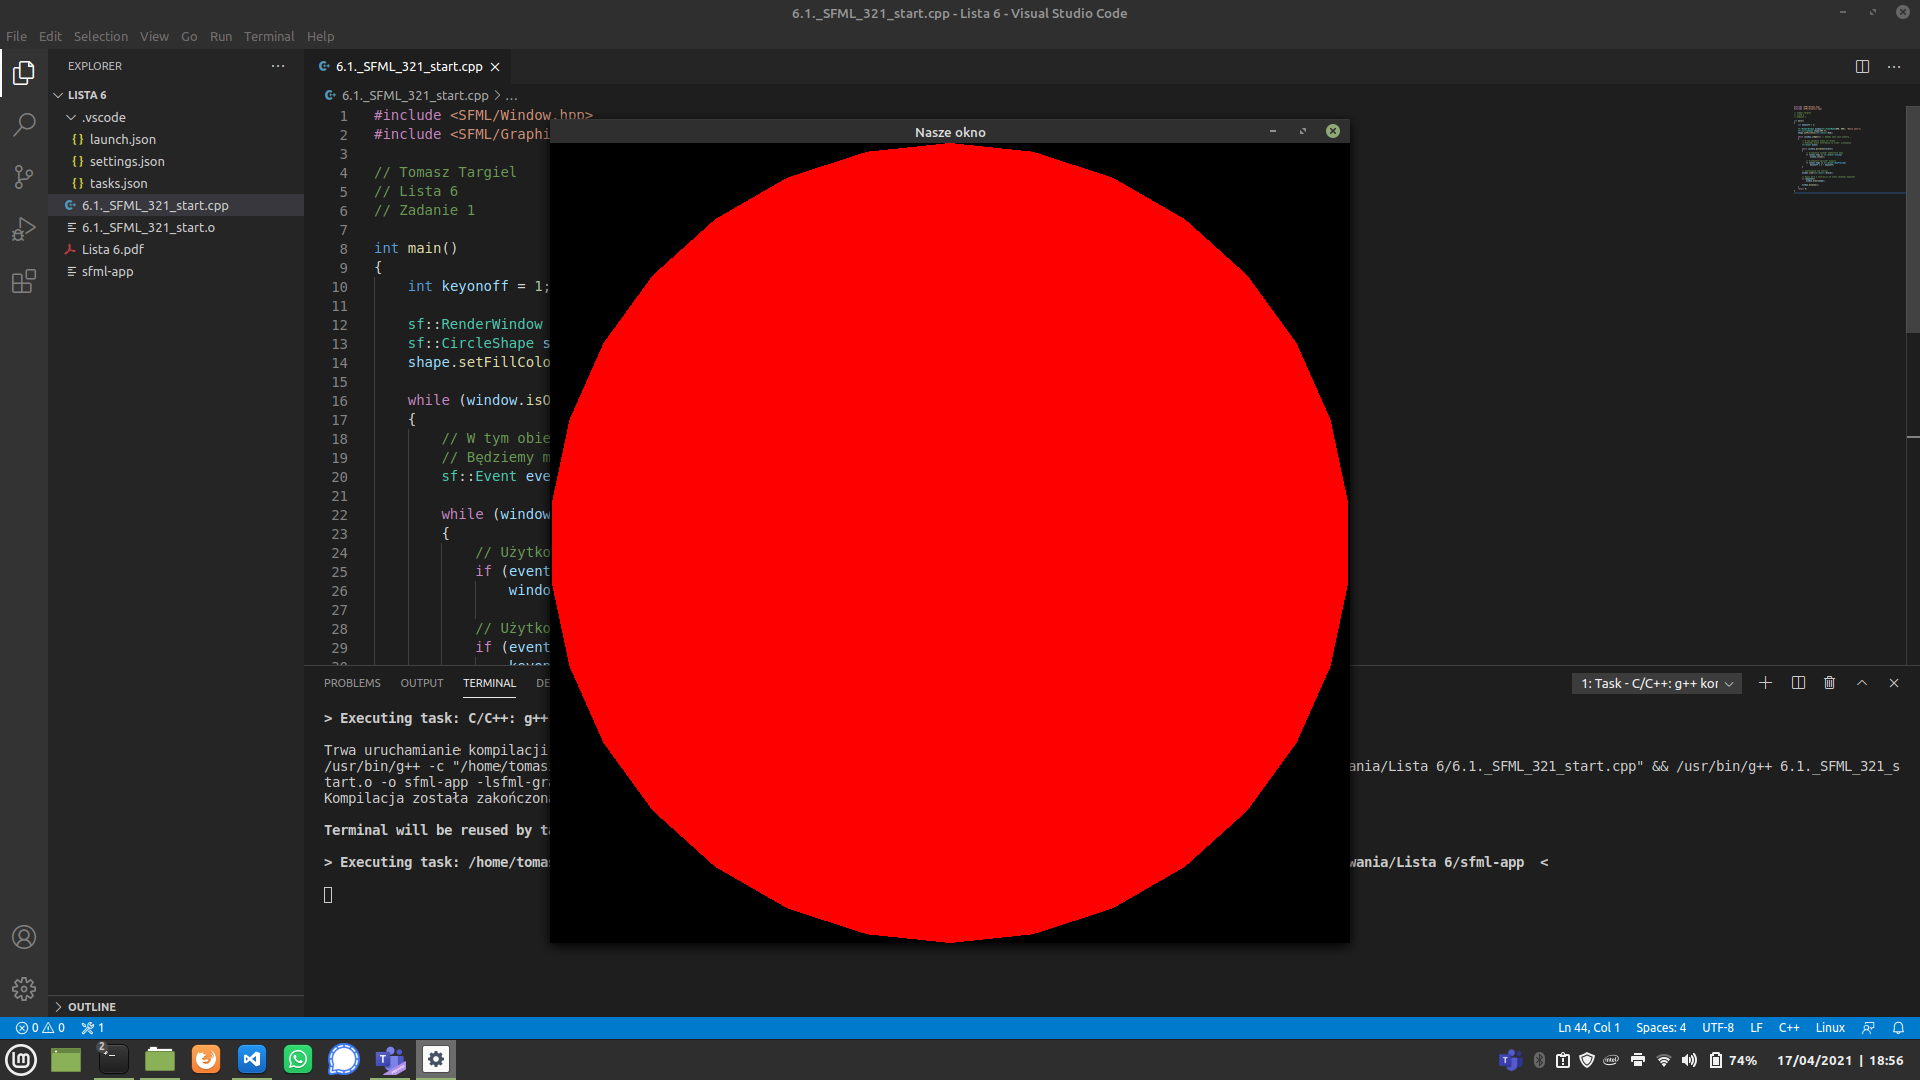 6.1._SFML_321_start.cpp - Lista 6 - Visual Studio Code
File Edit Selection View Go Run Terminal Help
EXPLORER
LISTA 6
.vscode
{} launch.json
{} settings.json
{} tasks.json
6.1._SFML_321_start.cpp
6.1._SFML_321_start.o
Lista 6.pdf
sfml-app
OUTLINE
6.1._SFML_321_start.cpp
6.1._SFML_321_start.cpp > ...
1 #include <SFML/Window.hpp>
2 #include <SFML/Graphi
3
4 // Tomasz Targiel
5 // Lista 6
6 // Zadanie 1
7
8 int main()
9 {
10 int keyonoff = 1;
11
12 sf::RenderWindow
13 sf::CircleShape s
14 shape.setFillColo
15
16 while (window.isO
17 {
18 // W tym obie
19 // Będziemy m
20 sf::Event eve
21
22 while (window
23 {
24 // Użytko
25 if (event
26 windo
27
28 // Użytko
29 if (event
Nasze okno
PROBLEMS OUTPUT TERMINAL DE
1: Task - C/C++: g++ kor
> Executing task: C/C++: g++
Trwa uruchamianie kompilacji
/usr/bin/g++ -c "/home/tomas
ania/Lista 6/6.1._SFML_321_start.cpp" && /usr/bin/g++ 6.1._SFML_321_s
tart.o -o sfml-app -lsfml-gra
Kompilacja została zakończona
Terminal will be reused by ta
> Executing task: /home/tomas
wania/Lista 6/sfml-app <
0 0 1
Ln 44, Col 1 Spaces: 4 UTF-8 LF C++ Linux
2
74% 17/04/2021 | 18:56